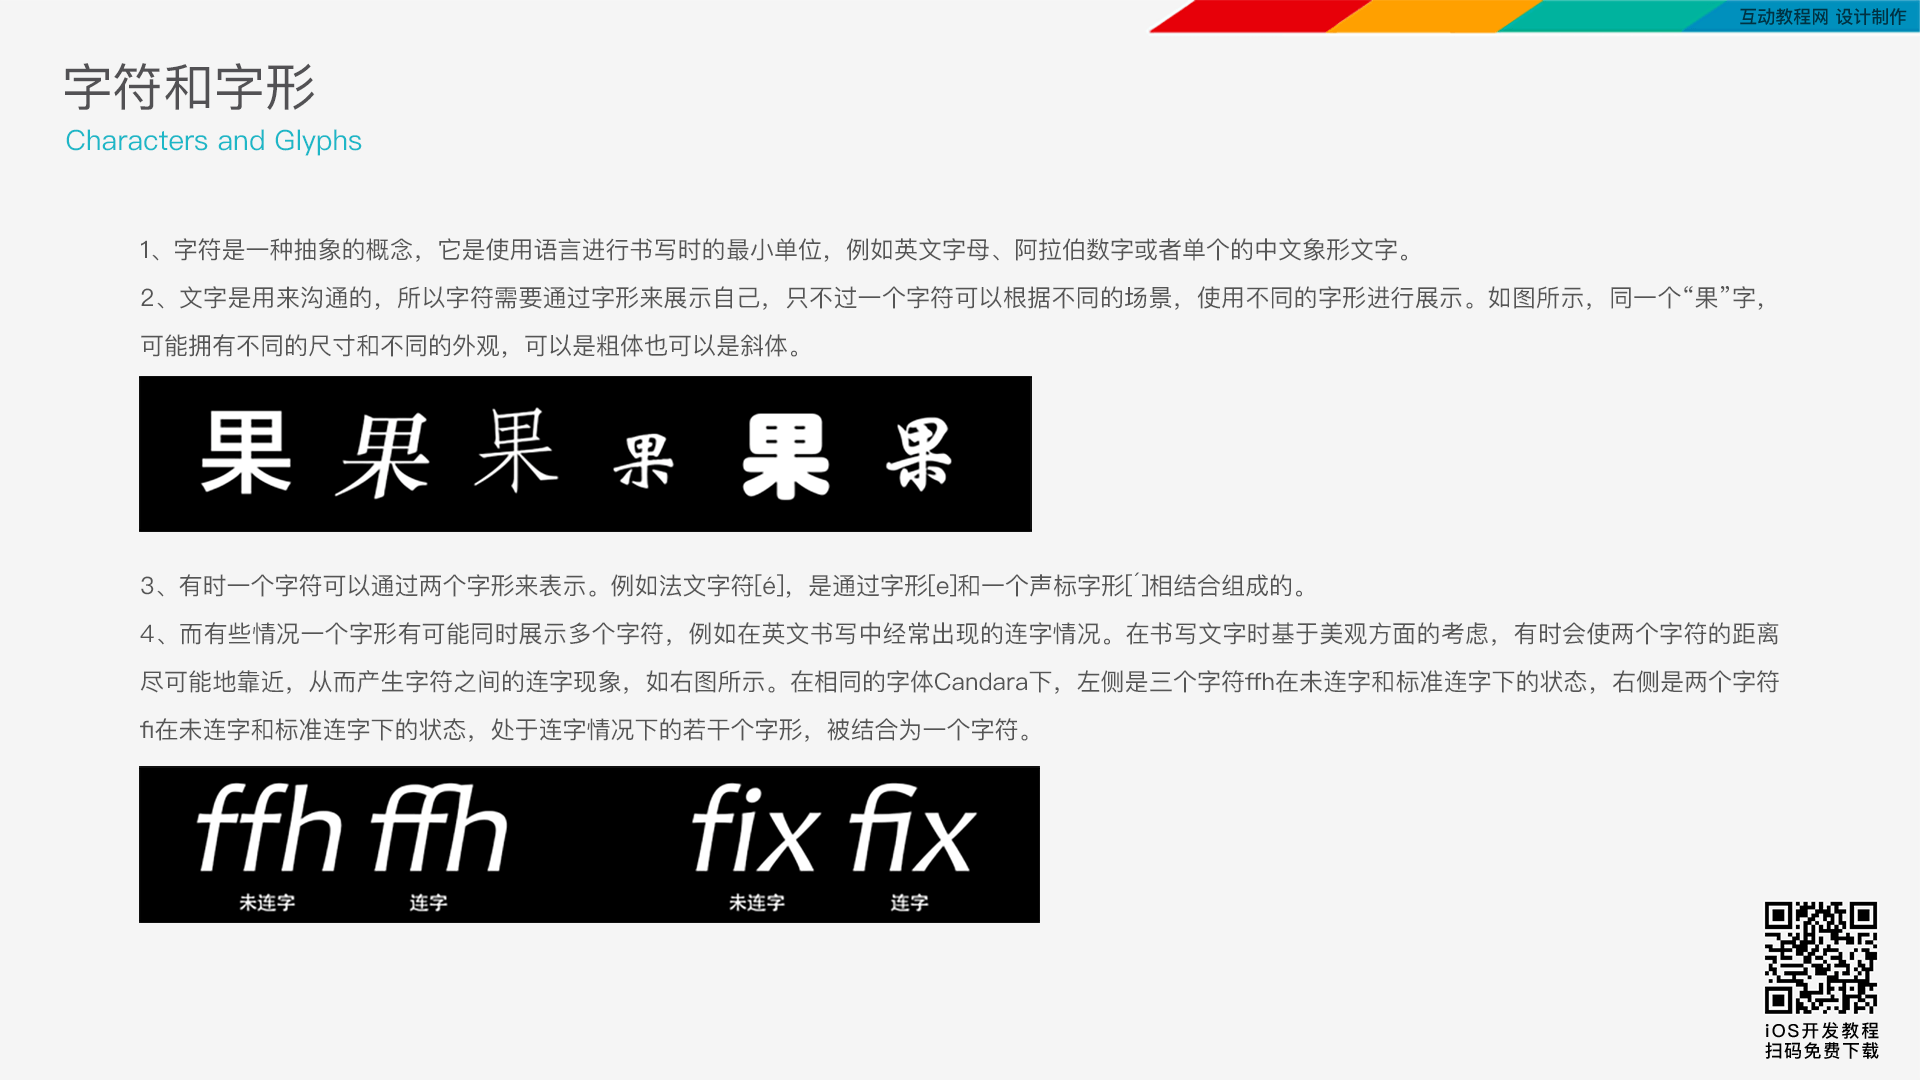 互动教程网 设计制作
字符和字形
Characters and Glyphs
1、字符是一种抽象的概念，它是使用语言进行书写时的最小单位，例如英文字母、阿拉伯数字或者单个的中文象形文字。
2、文字是用来沟通的，所以字符需要通过字形来展示自己，只不过一个字符可以根据不同的场景，使用不同的字形进行展示。如图所示，同一个“果”字，
可能拥有不同的尺寸和不同的外观，可以是粗体也可以是斜体。
果 果 果 果 果 果
3、有时一个字符可以通过两个字形来表示。例如法文字符[é]，是通过字形[e]和一个声标字形[´]相结合组成的。
4、而有些情况一个字形有可能同时展示多个字符，例如在英文书写中经常出现的连字情况。在书写文字时基于美观方面的考虑，有时会使两个字符的距离
尽可能地靠近，从而产生字符之间的连字现象，如右图所示。在相同的字体Candara下，左侧是三个字符ffh在未连字和标准连字下的状态，右侧是两个字符
fi在未连字和标准连字下的状态，处于连字情况下的若干个字形，被结合为一个字符。
ffh ffh fix fix
未连字 连字 未连字 连字
iOS开发教程
扫码免费下载